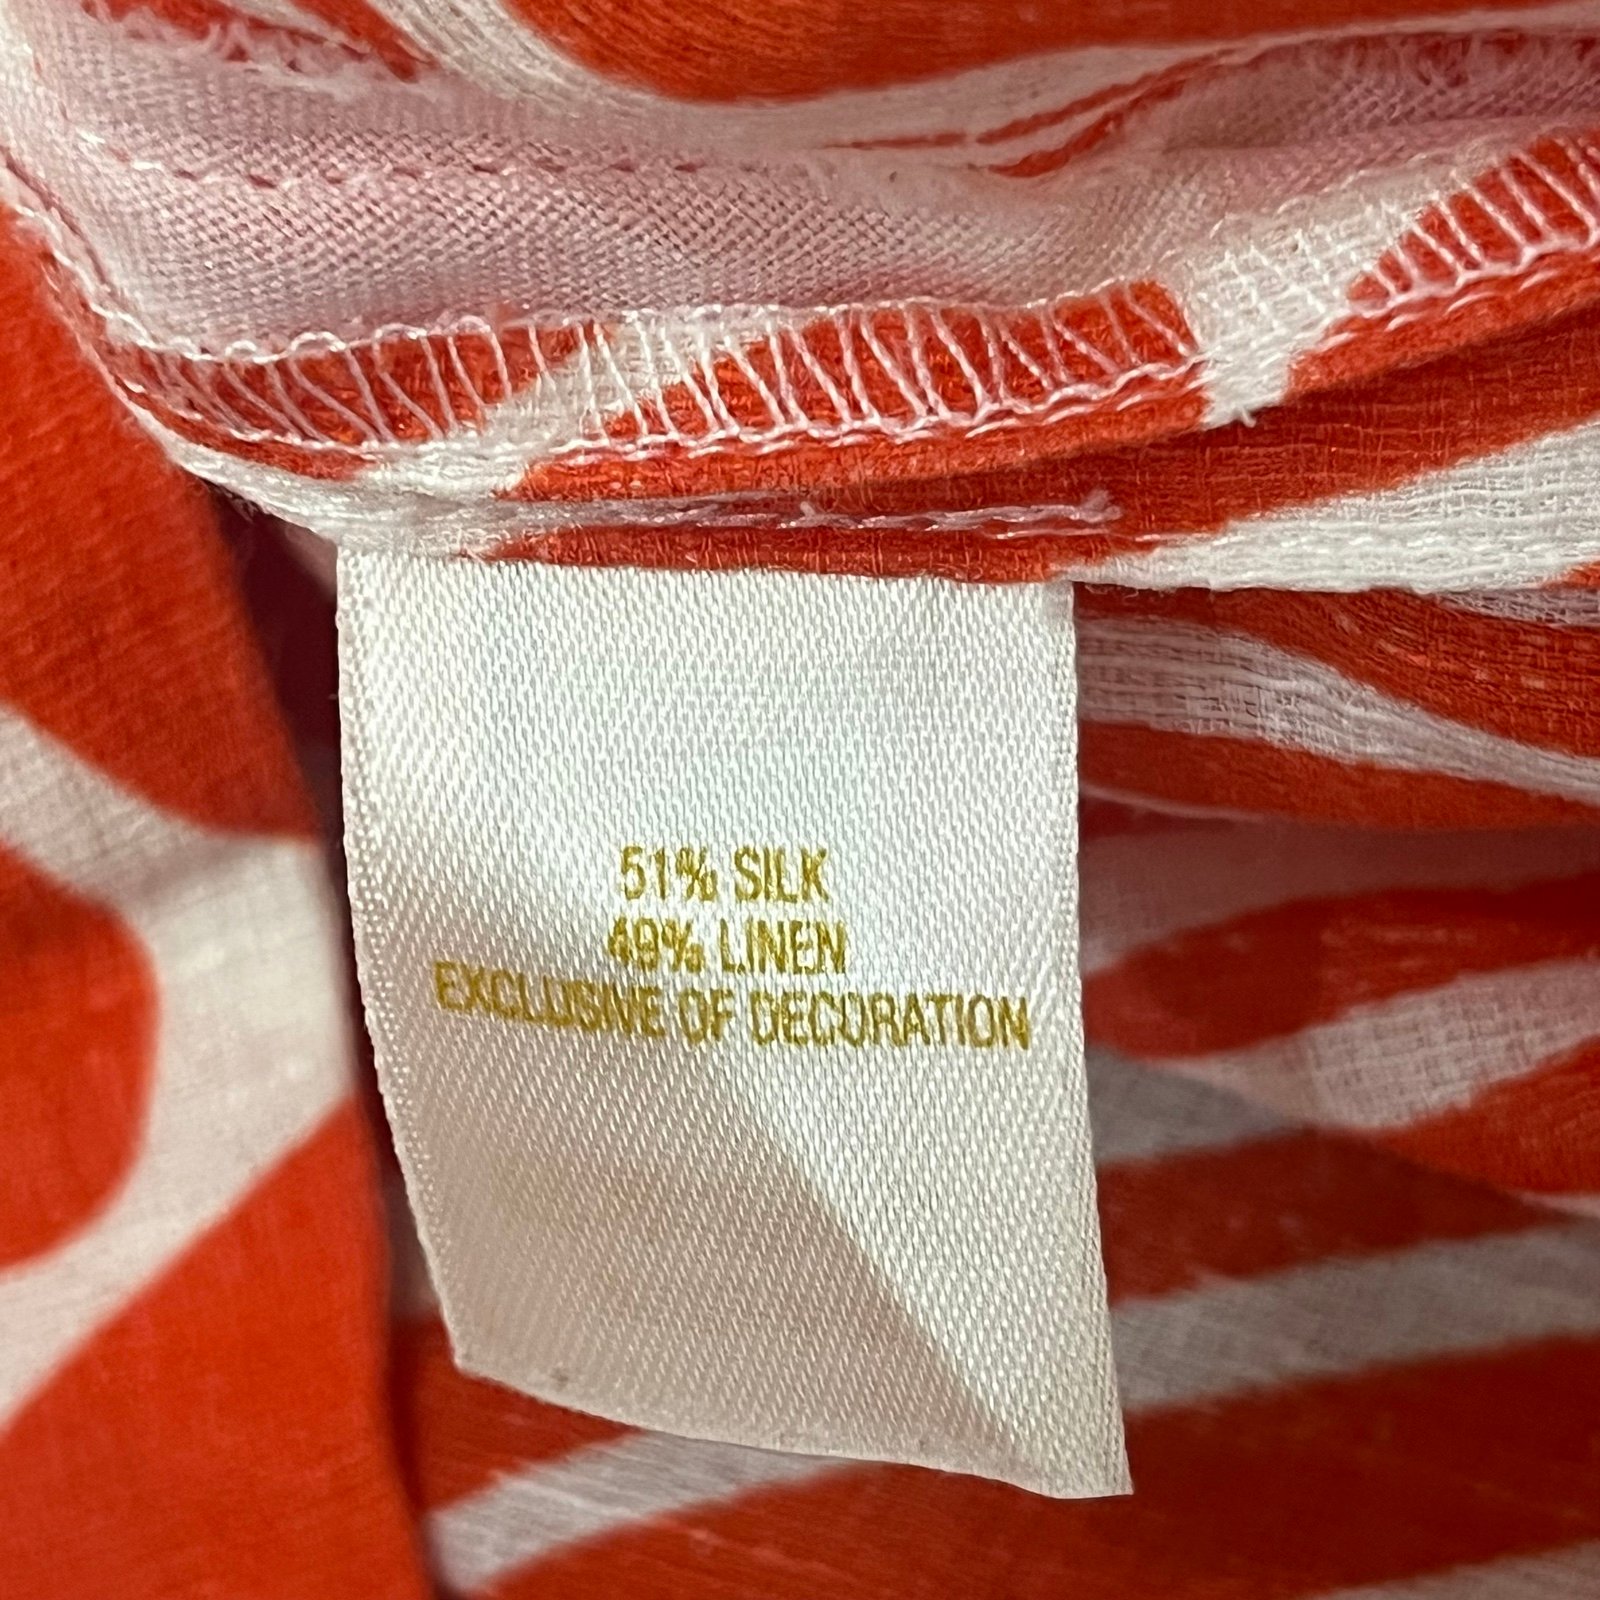 51% SILK
49% LINEN
EXCLUSIVE OF DECORATION